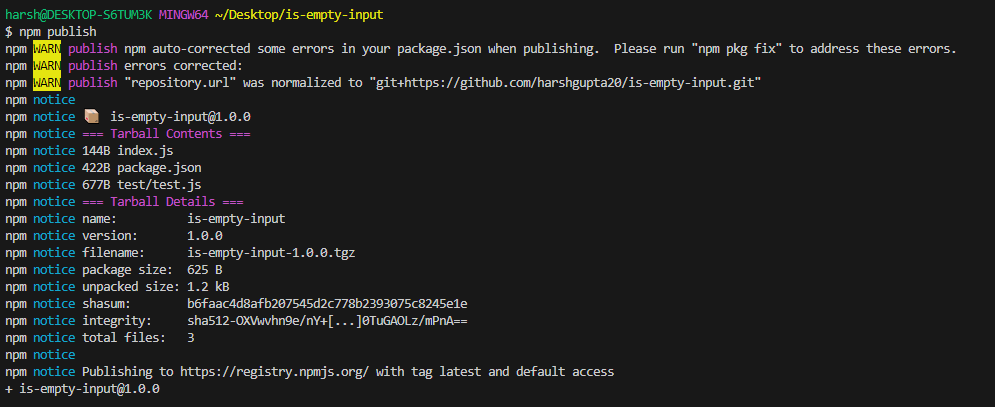 harsh@DESKTOP-S6TUM3K MINGW64 ~/Desktop/is-empty-input
$ npm publish
npm WARN publish npm auto-corrected some errors in your package.json when publishing.  Please run "npm pkg fix" to address these errors.
npm WARN publish errors corrected:
npm WARN publish "repository.url" was normalized to "git+https://github.com/harshgupta20/is-empty-input.git"
npm notice
npm notice 📦  is-empty-input@1.0.0
npm notice === Tarball Contents ===
npm notice 144B index.js
npm notice 422B package.json
npm notice 677B test/test.js
npm notice === Tarball Details ===
npm notice name:          is-empty-input
npm notice version:       1.0.0
npm notice filename:      is-empty-input-1.0.0.tgz
npm notice package size:  625 B
npm notice unpacked size: 1.2 kB
npm notice shasum:        b6faac4d8afb207545d2c778b2393075c8245e1e
npm notice integrity:     sha512-OXVwvhn9e/nY+[...]0TuGAOLz/mPnA==
npm notice total files:   3
npm notice
npm notice Publishing to https://registry.npmjs.org/ with tag latest and default access
+ is-empty-input@1.0.0